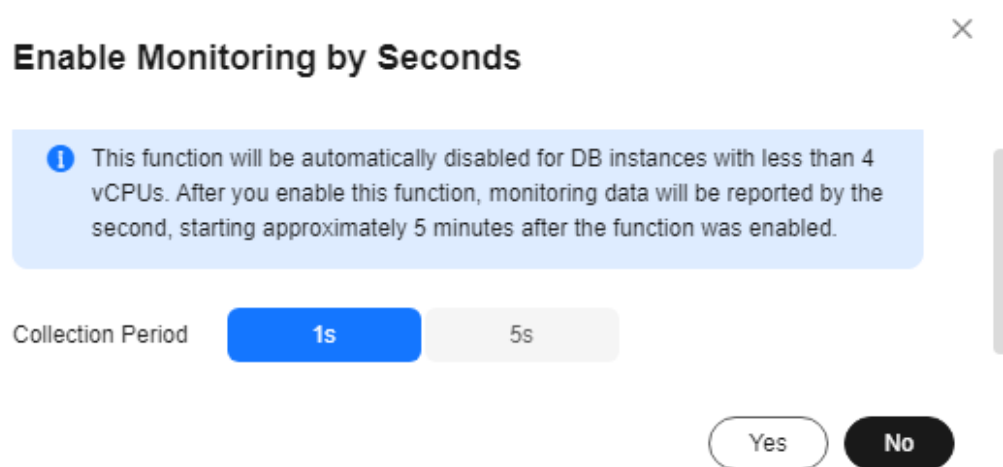 Enable Monitoring by Seconds
This function will be automatically disabled for DB instances with less than 4
vCPUs. After you enable this function, monitoring data will be reported by the
second, starting approximately 5 minutes after the function was enabled.
Collection Period 1s 5s
Yes No